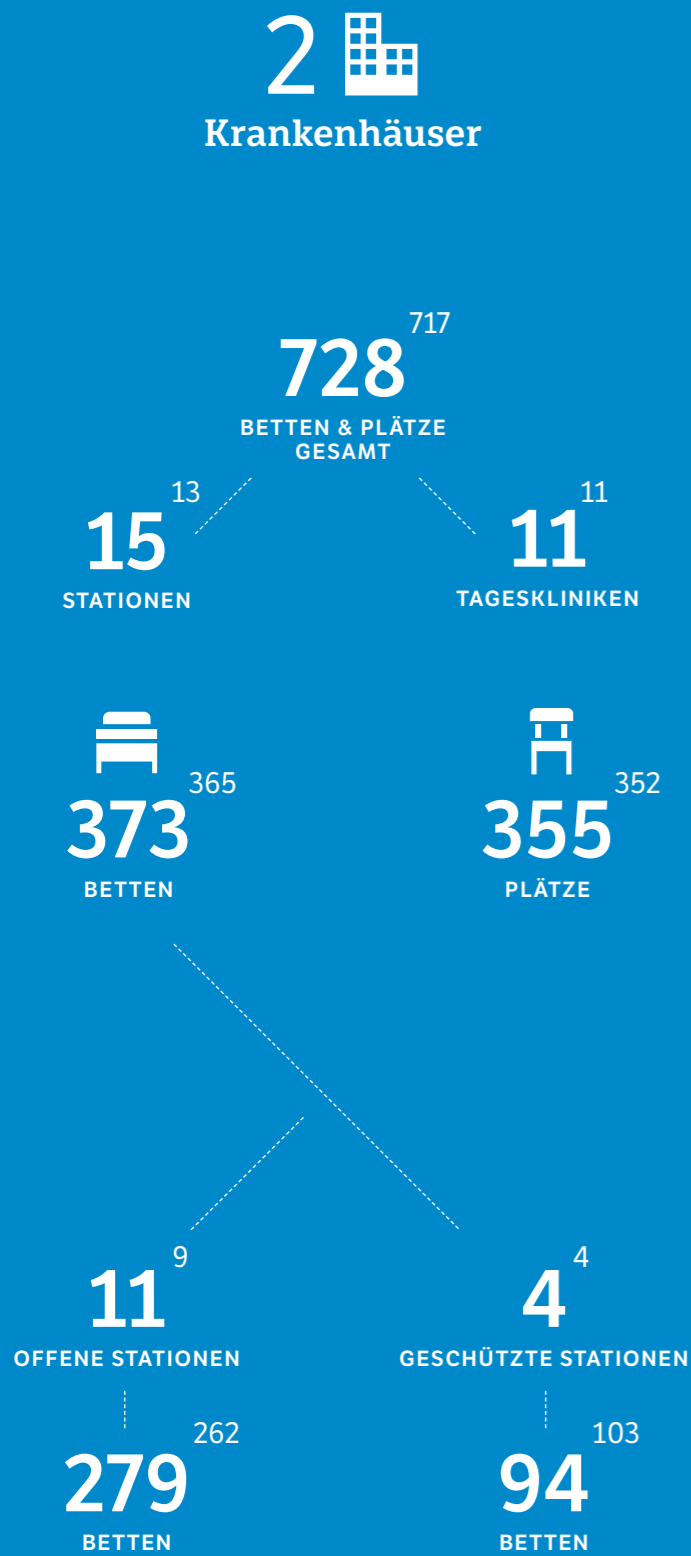 2
Krankenhäuser
717
728
BETTEN & PLÄTZE
GESAMT
13
15
STATIONEN
11
11
TAGESKLINIKEN
365
373
BETTEN
352
355
PLÄTZE
9
11
OFFENE STATIONEN
4
4
GESCHÜTZTE STATIONEN
262
279
BETTEN
103
94
BETTEN